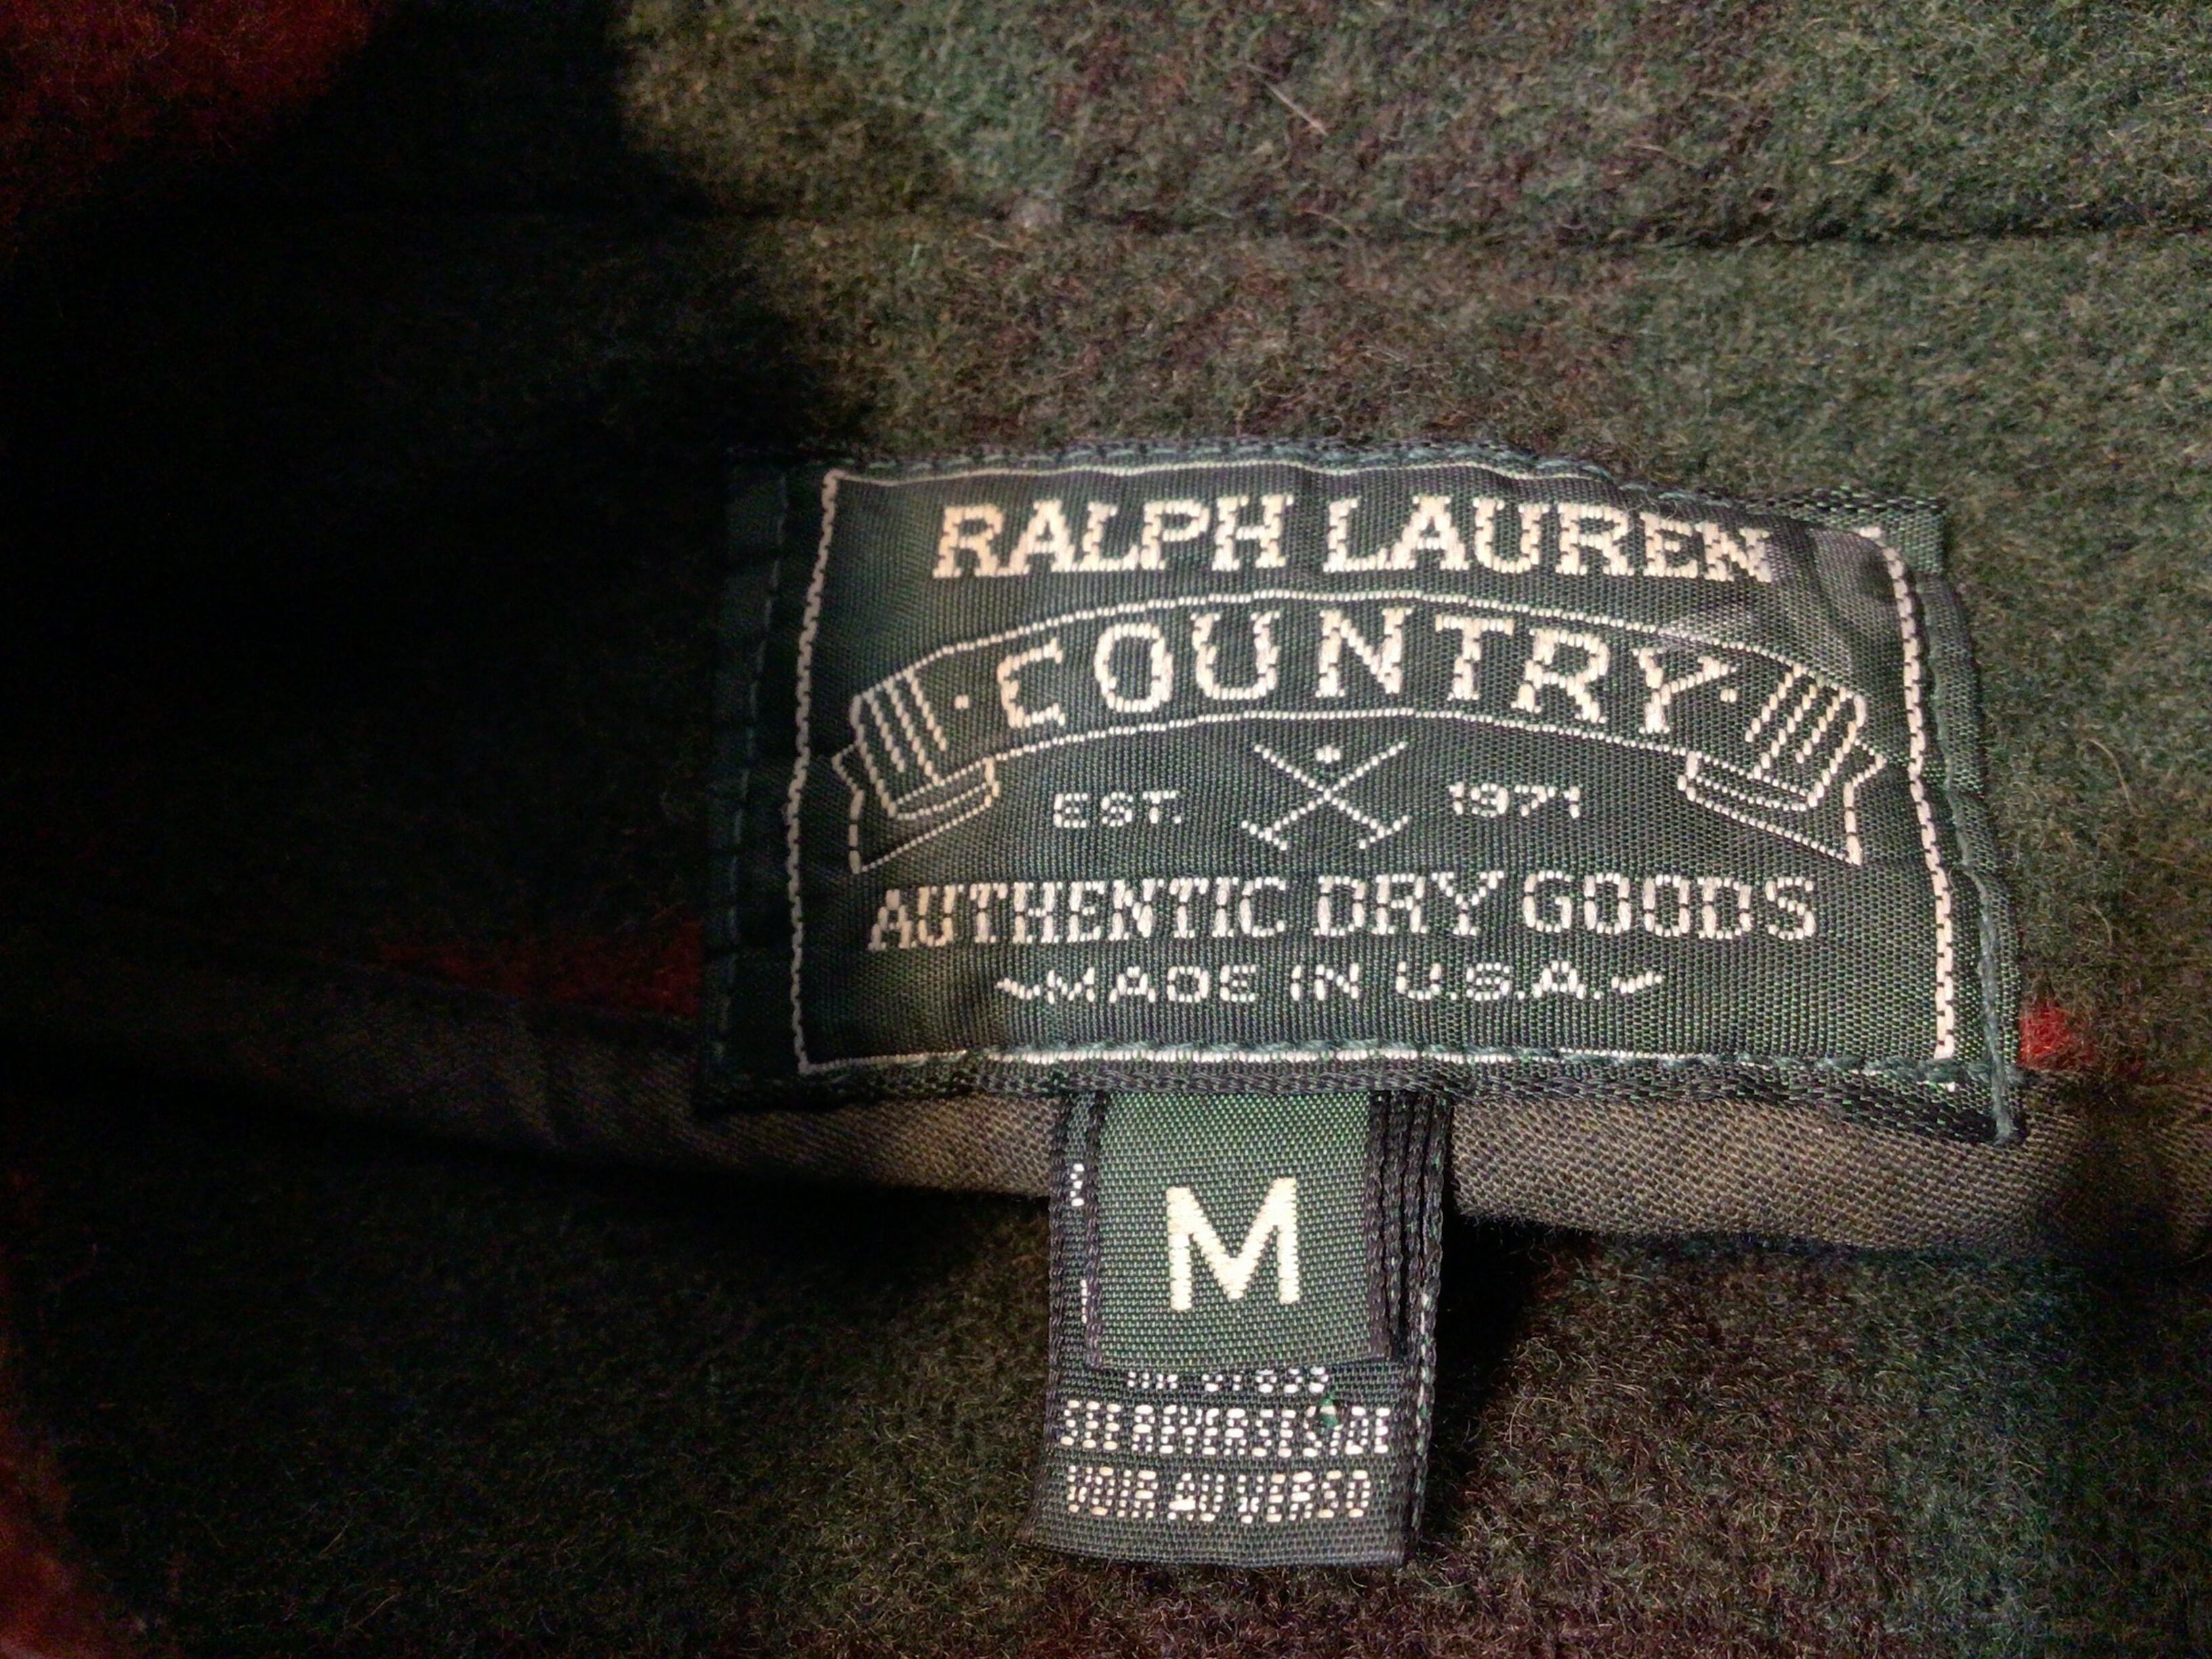 RALPH LAUREN
· COUNTRY ·
EST. 1971
AUTHENTIC DRY GOODS
~MADE IN U.S.A.~
M
SEE REVERSE SIDE
VOIR AU VERSO